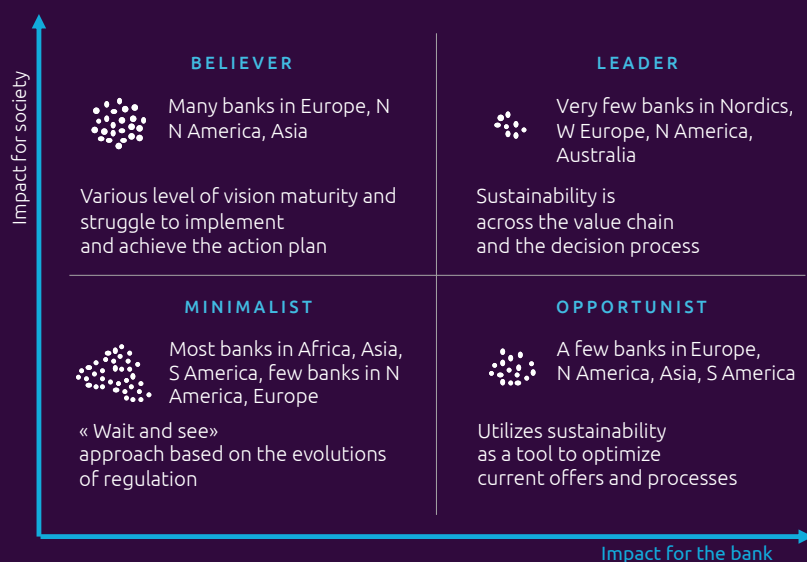 Impact for society
BELIEVER
Many banks in Europe, N
N America, Asia
Various level of vision maturity and
struggle to implement
and achieve the action plan
LEADER
Very few banks in Nordics,
W Europe, N America,
Australia
Sustainability is
across the value chain
and the decision process
MINIMALIST
Most banks in Africa, Asia,
S America, few banks in N
America, Europe
« Wait and see»
approach based on the evolutions
of regulation
OPPORTUNIST
A few banks in Europe,
N America, Asia, S America
Utilizes sustainability
as a tool to optimize
current offers and processes
Impact for the bank